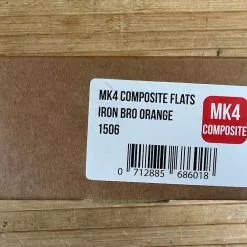 MK4 COMPOSITE FLATS
IRON BRO ORANGE
1506
MK4
COMPOSITE
0 712885 686018